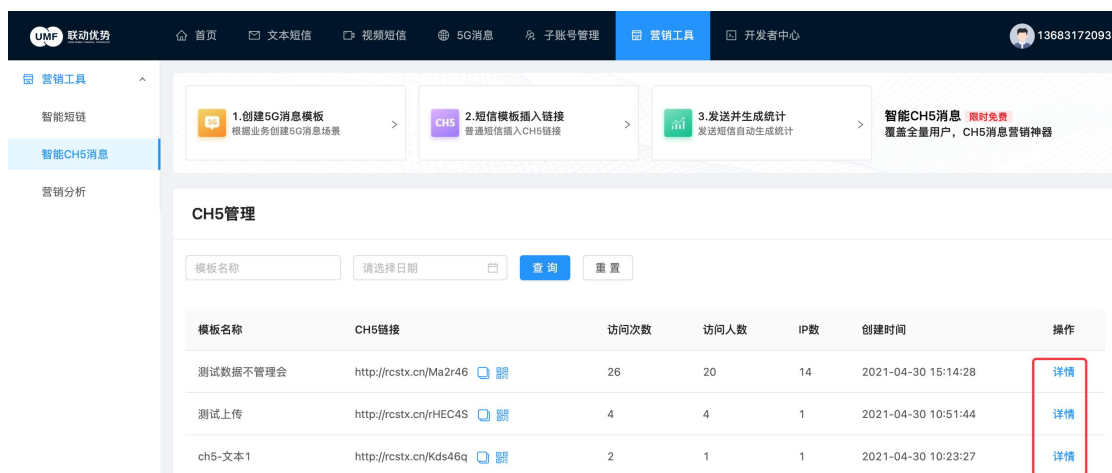 UMF 联动优势
首页 文本短信 视频短信 5G消息 子账号管理 营销工具 开发者中心 13683172093
营销工具
智能短链
智能CH5消息
营销分析
5G 1.创建5G消息模板
根据业务创建5G消息场景
CH5 2.短信模板插入链接
普通短信插入CH5链接
3.发送并生成统计
发送短信自动生成统计
智能CH5消息 限时免费
覆盖全量用户，CH5消息营销神器
CH5管理
模板名称 请选择日期 查询 重置
模板名称 CH5链接 访问次数 访问人数 IP数 创建时间 操作
测试数据不管理会 http://rcstx.cn/Ma2r46 26 20 14 2021-04-30 15:14:28 详情
测试上传 http://rcstx.cn/rHEC4S 4 4 1 2021-04-30 10:51:44 详情
ch5-文本1 http://rcstx.cn/Kds46q 2 1 1 2021-04-30 10:23:27 详情